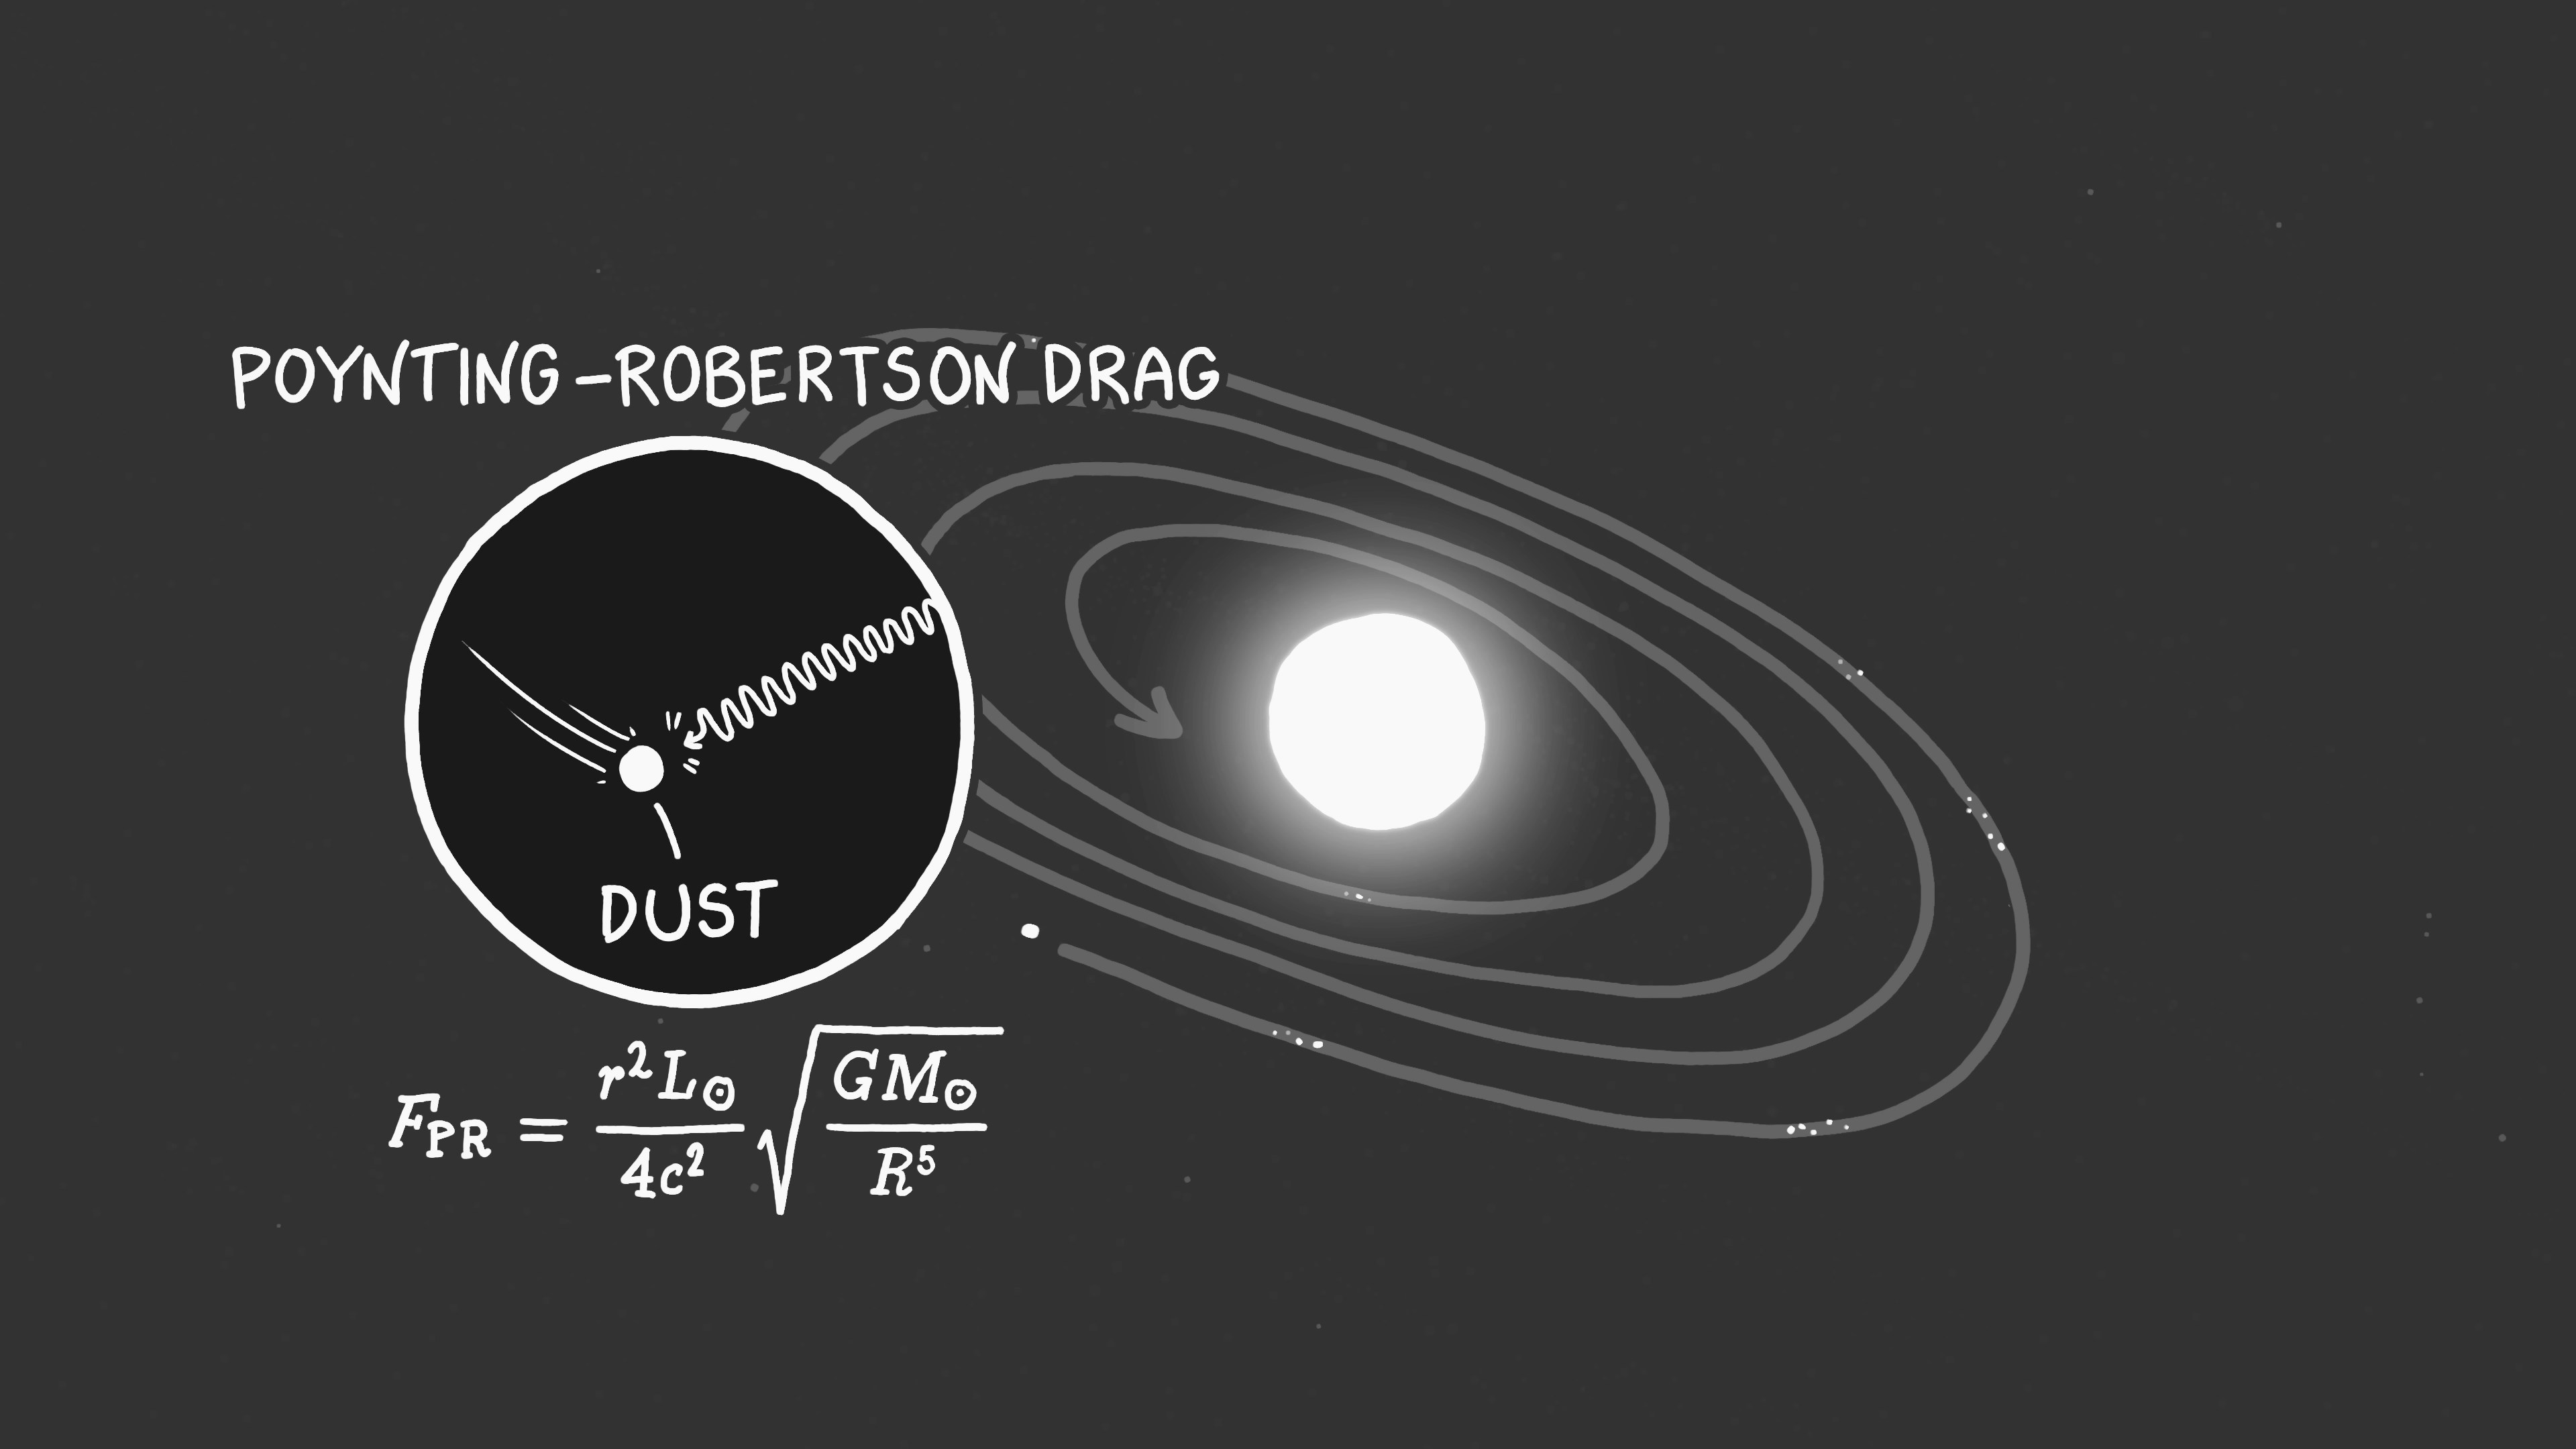 POYNTING-ROBERTSON DRAG
DUST
F_PR = r²L☉ / 4c² √(GM☉ / R⁵)